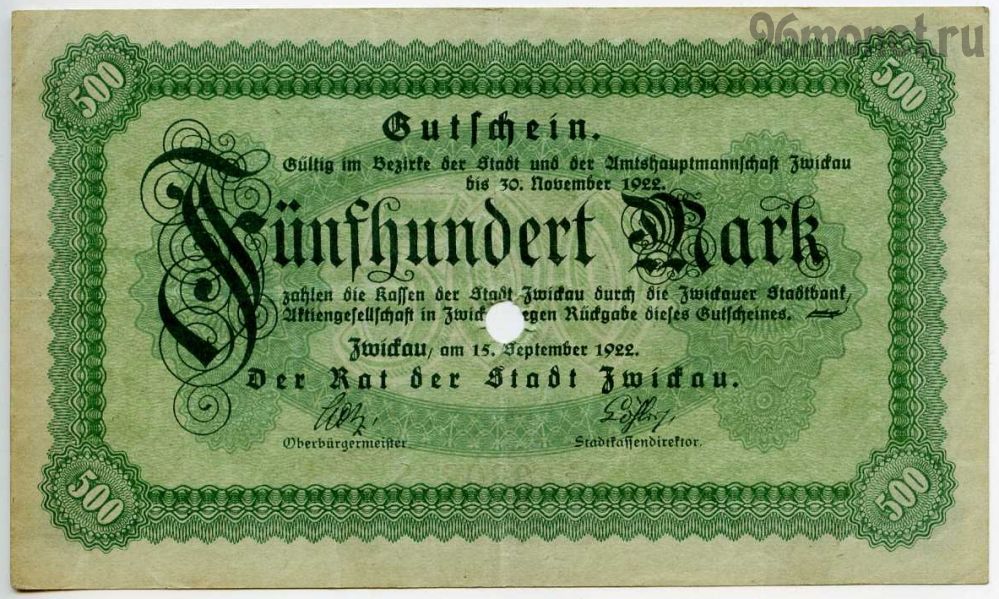 96monet.ru
500 500
Gutschein.
Gültig im Bezirke der Stadt und der Amtshauptmannschaft Zwickau
bis 30. November 1922.
Fünfhundert Mark
zahlen die Kassen der Stadt Zwickau durch die Zwickauer Stadtbank,
Aktiengesellschaft in Zwick egen Rückgabe dieses Gutscheines.
Zwickau, am 15. September 1922.
Der Rat der Stadt Zwickau.
Oberbürgermeister. Stadtkassendirektor.
500 500